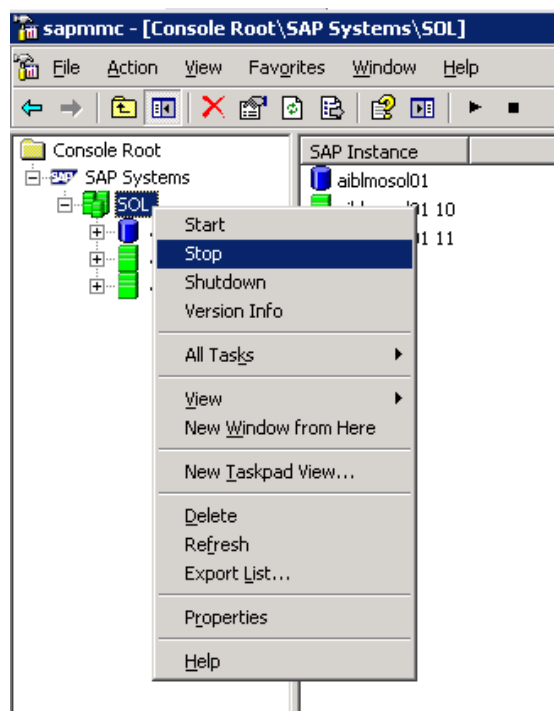 sapmmc - [Console Root\SAP Systems\SOL]
File Action View Favorites Window Help
Console Root
SAP Systems
SOL
SAP Instance
aiblmosol01
01 10
01 11
Start
Stop
Shutdown
Version Info
All Tasks
View
New Window from Here
New Taskpad View...
Delete
Refresh
Export List...
Properties
Help